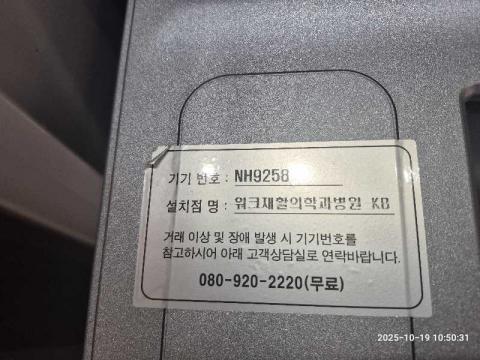 기기 번호 : NH9258
설치점 명 : 워크재활의학과병원 KB
거래 이상 및 장애 발생 시 기기번호를
참고하시어 아래 고객상담실로 연락바랍니다.
080-920-2220(무료)
2025-10-19 10:50:31